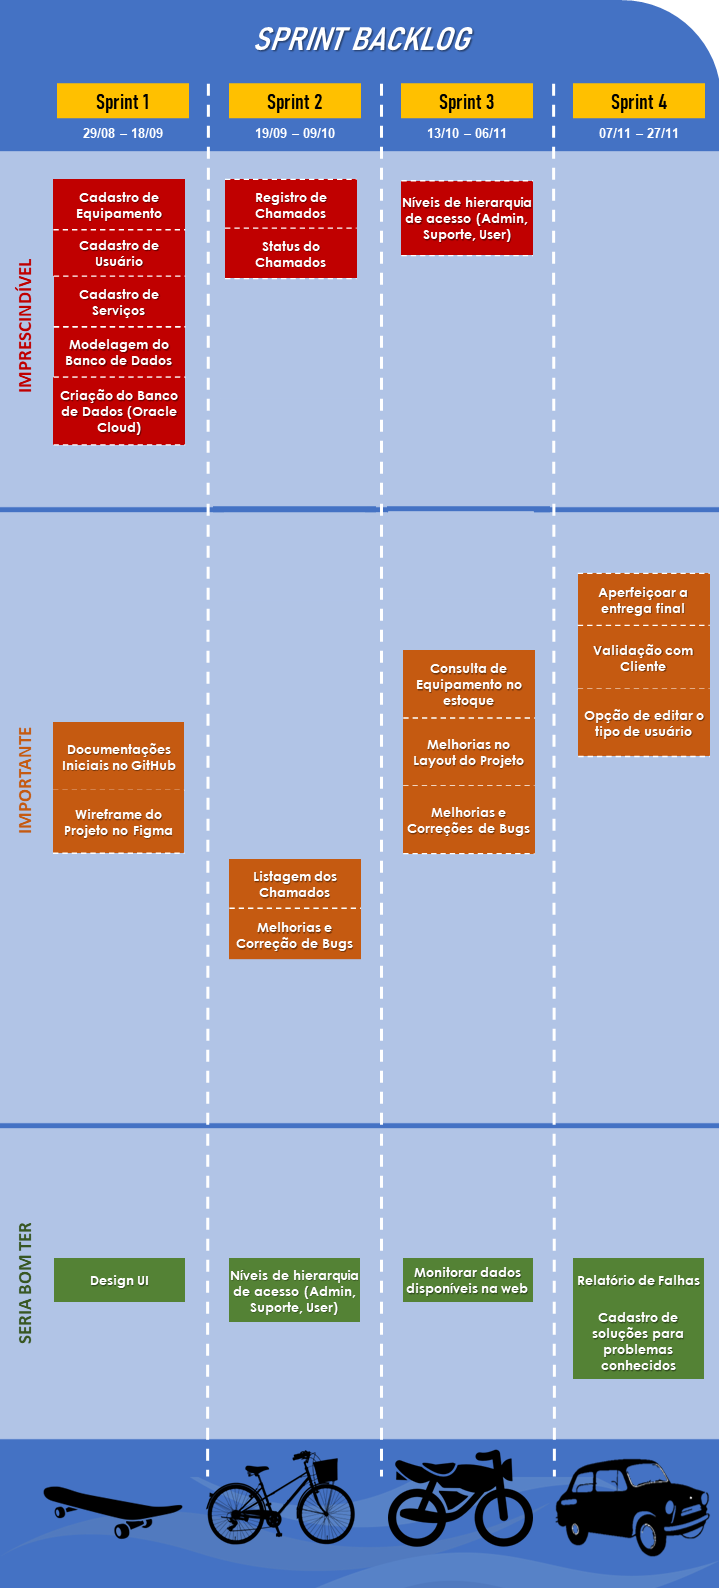 SPRINT BACKLOG
Sprint 1
Sprint 2
Sprint 3
Sprint 4
29/08 – 18/09
19/09 – 09/10
13/10 – 06/11
07/11 – 27/11
IMPRESCINDÍVEL
Cadastro de
Equipamento
Cadastro de
Usuário
Cadastro de
Serviços
Modelagem do
Banco de Dados
Criação do Banco
de Dados (Oracle
Cloud)
Registro de
Chamados
Status do
Chamados
Níveis de hierarquia
de acesso (Admin,
Suporte, User)
IMPORTANTE
Documentações
Iniciais no GitHub
Wireframe do
Projeto no Figma
Listagem dos
Chamados
Melhorias e
Correção de Bugs
Consulta de
Equipamento no
estoque
Melhorias no
Layout do Projeto
Melhorias e
Correções de Bugs
Aperfeiçoar a
entrega final
Validação com
Cliente
Opção de editar o
tipo de usuário
SERIA BOM TER
Design UI
Níveis de hierarquia
de acesso (Admin,
Suporte, User)
Monitorar dados
disponíveis na web
Relatório de Falhas
Cadastro de
soluções para
problemas
conhecidos